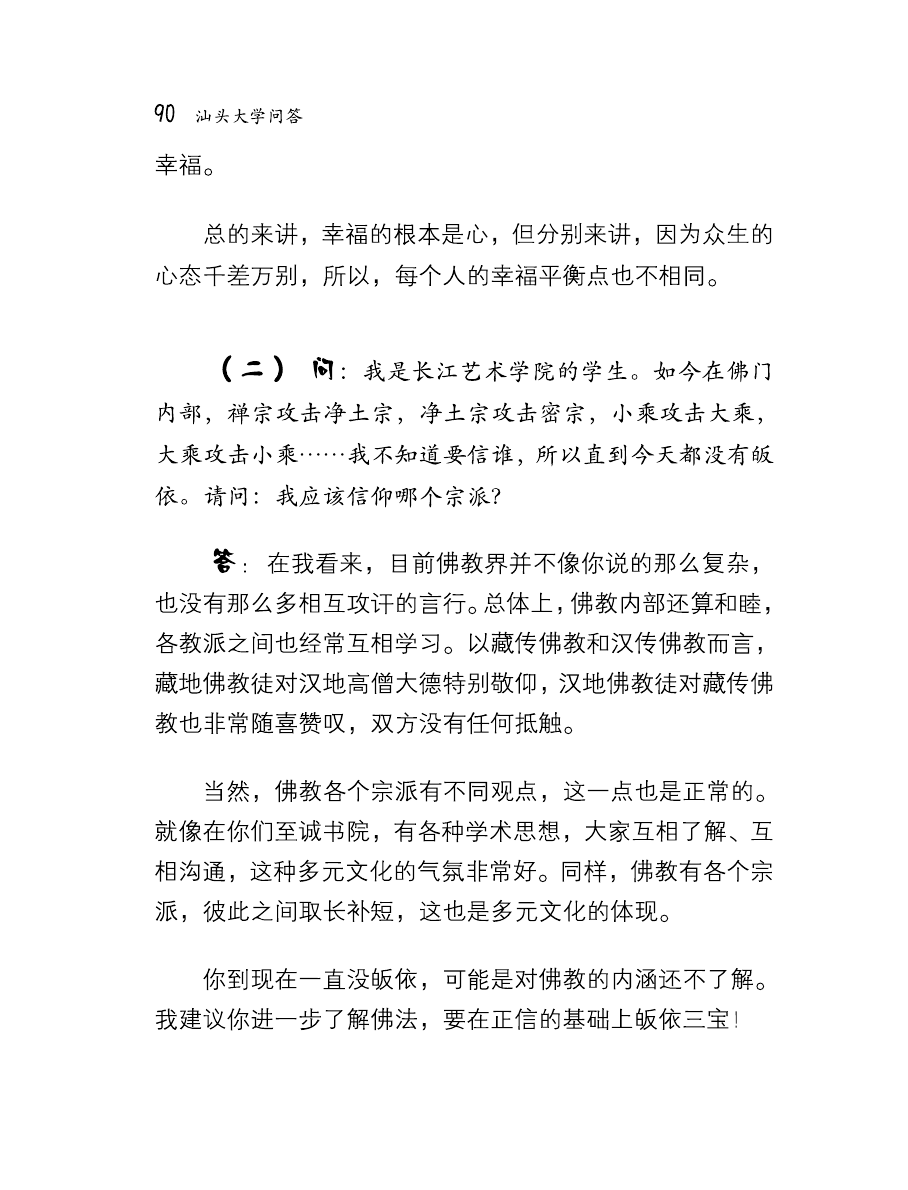 90 汕头大学问答
幸福。
总的来讲，幸福的根本是心，但分别来讲，因为众生的
心态千差万别，所以，每个人的幸福平衡点也不相同。
（二） 问：我是长江艺术学院的学生。如今在佛门
内部，禅宗攻击净土宗，净土宗攻击密宗，小乘攻击大乘，
大乘攻击小乘……我不知道要信谁，所以直到今天都没有皈
依。请问：我应该信仰哪个宗派？
答： 在我看来，目前佛教界并不像你说的那么复杂，
也没有那么多相互攻讦的言行。总体上，佛教内部还算和睦，
各教派之间也经常互相学习。以藏传佛教和汉传佛教而言，
藏地佛教徒对汉地高僧大德特别敬仰，汉地佛教徒对藏传佛
教也非常随喜赞叹，双方没有任何抵触。
当然，佛教各个宗派有不同观点，这一点也是正常的。
就像在你们至诚书院，有各种学术思想，大家互相了解、互
相沟通，这种多元文化的气氛非常好。同样，佛教有各个宗
派，彼此之间取长补短，这也是多元文化的体现。
你到现在一直没皈依，可能是对佛教的内涵还不了解。
我建议你进一步了解佛法，要在正信的基础上皈依三宝！